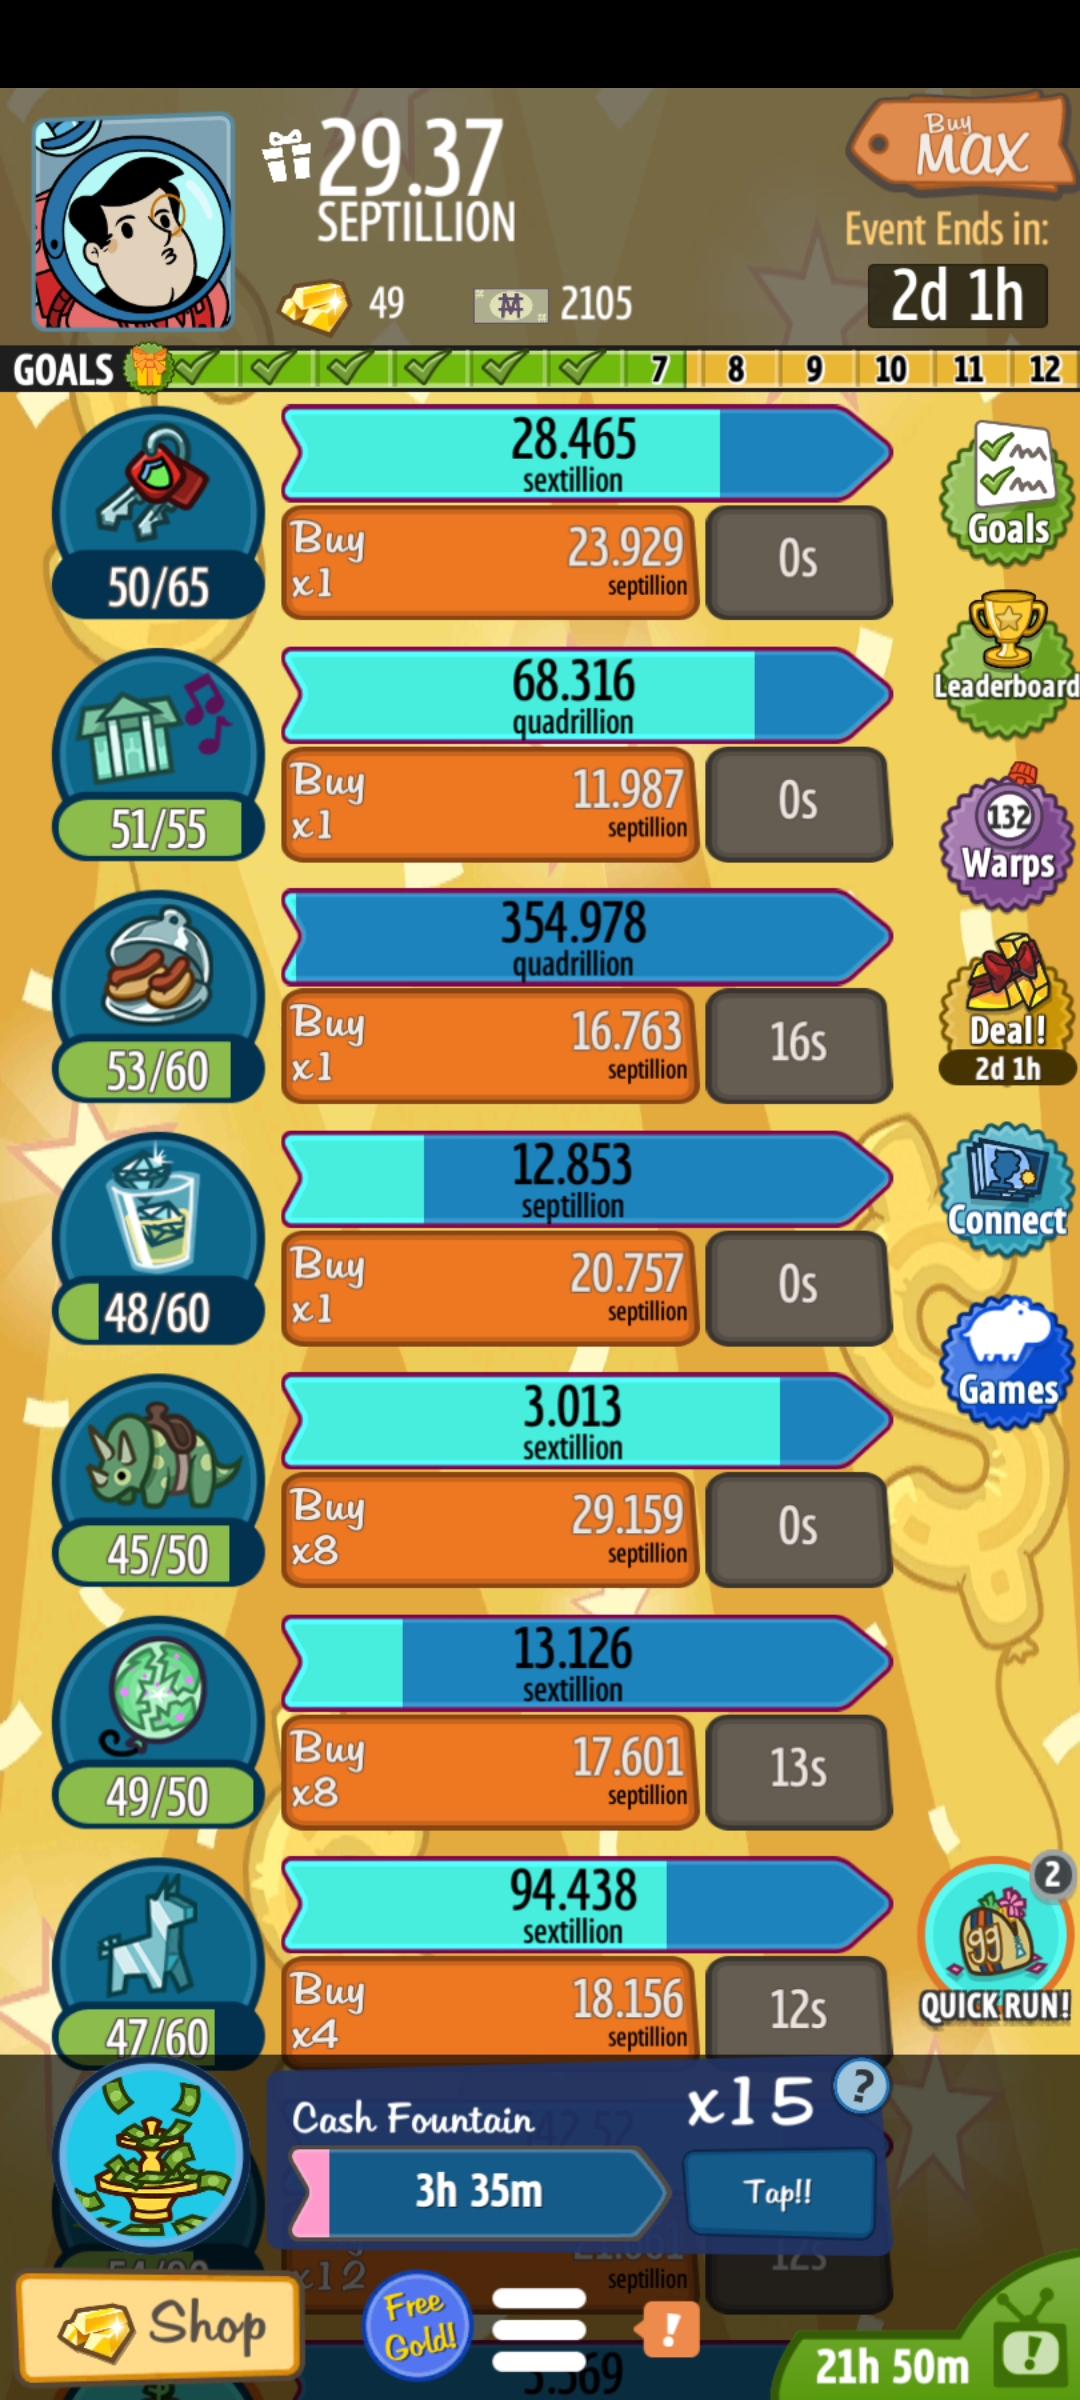 29.37
SEPTILLION
Buy
MAX
Event Ends in:
2d 1h
49
2105
GOALS
7
8
9
10
11
12
28.465
sextillion
Buy
x1
23.929
septillion
0s
50/65
Goals
68.316
quadrillion
Buy
x1
11.987
septillion
0s
51/55
Leaderboard
132
Warps
354.978
quadrillion
Buy
x1
16.763
septillion
16s
53/60
Deal!
2d 1h
12.853
septillion
Buy
x1
20.757
septillion
0s
48/60
Connect
3.013
sextillion
Buy
x8
29.159
septillion
0s
45/50
Games
13.126
sextillion
Buy
x8
17.601
septillion
13s
49/50
94.438
sextillion
Buy
x4
18.156
septillion
12s
47/60
2
gg
QUICK RUN!
Cash Fountain
x15
?
3h 35m
Tap!!
x12
septillion
12s
Shop
Free
Gold!
!
21h 50m
!